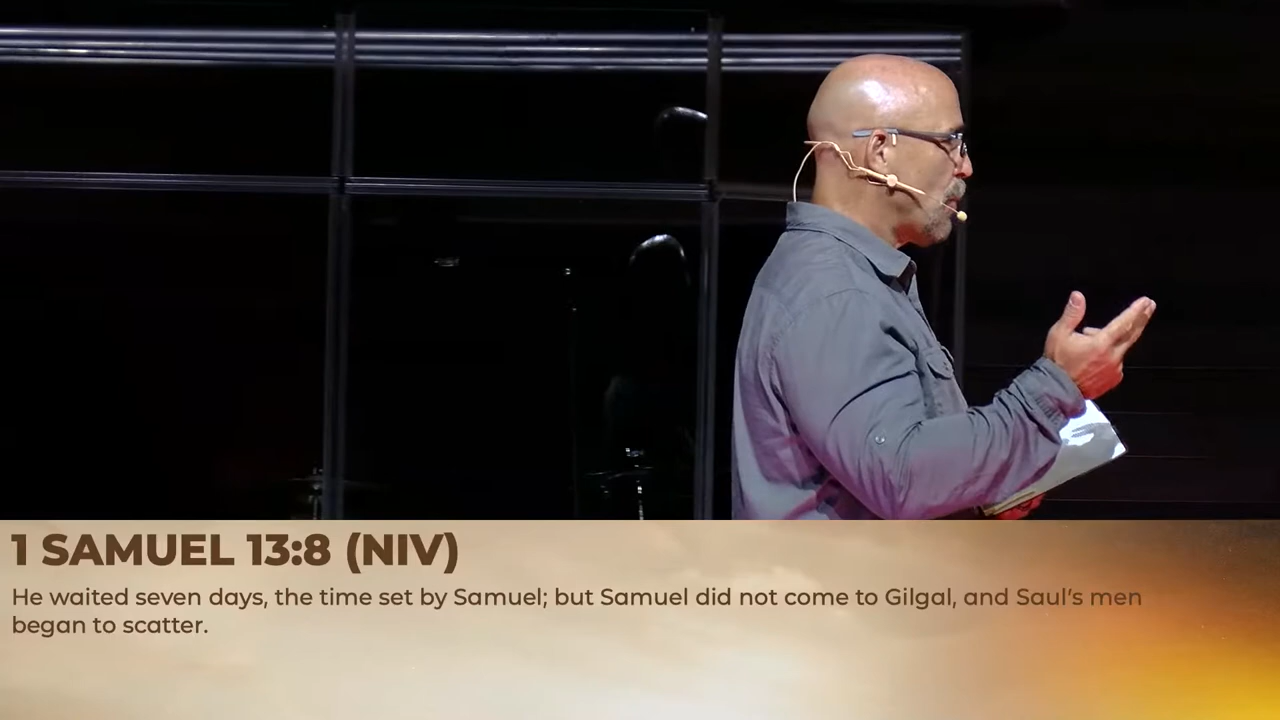 1 SAMUEL 13:8 (NIV)
He waited seven days, the time set by Samuel; but Samuel did not come to Gilgal, and Saul's men
began to scatter.